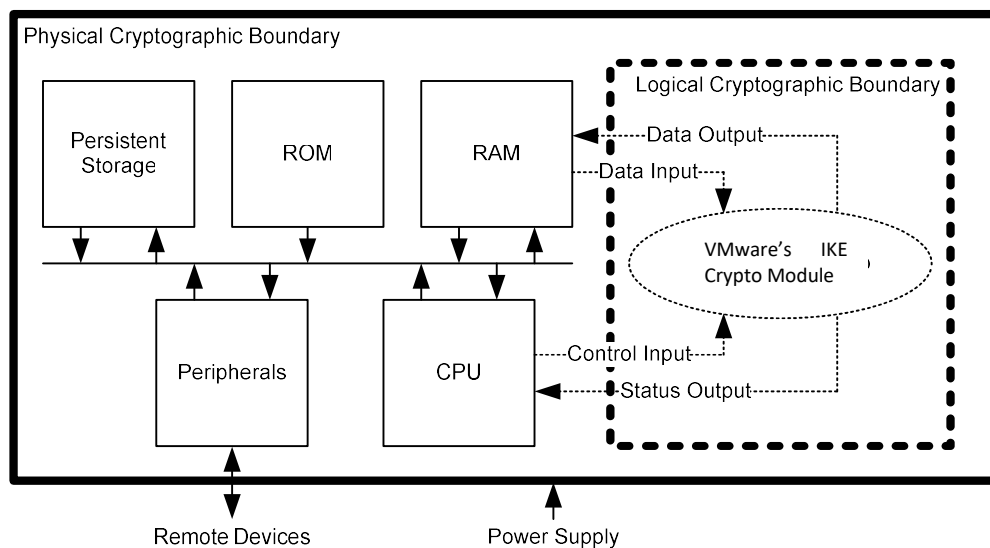 Physical Cryptographic Boundary
Logical Cryptographic Boundary
Persistent
Storage
ROM
RAM
Data Output
Data Input
VMware's IKE
Crypto Module
Peripherals
CPU
Control Input
Status Output
Remote Devices
Power Supply